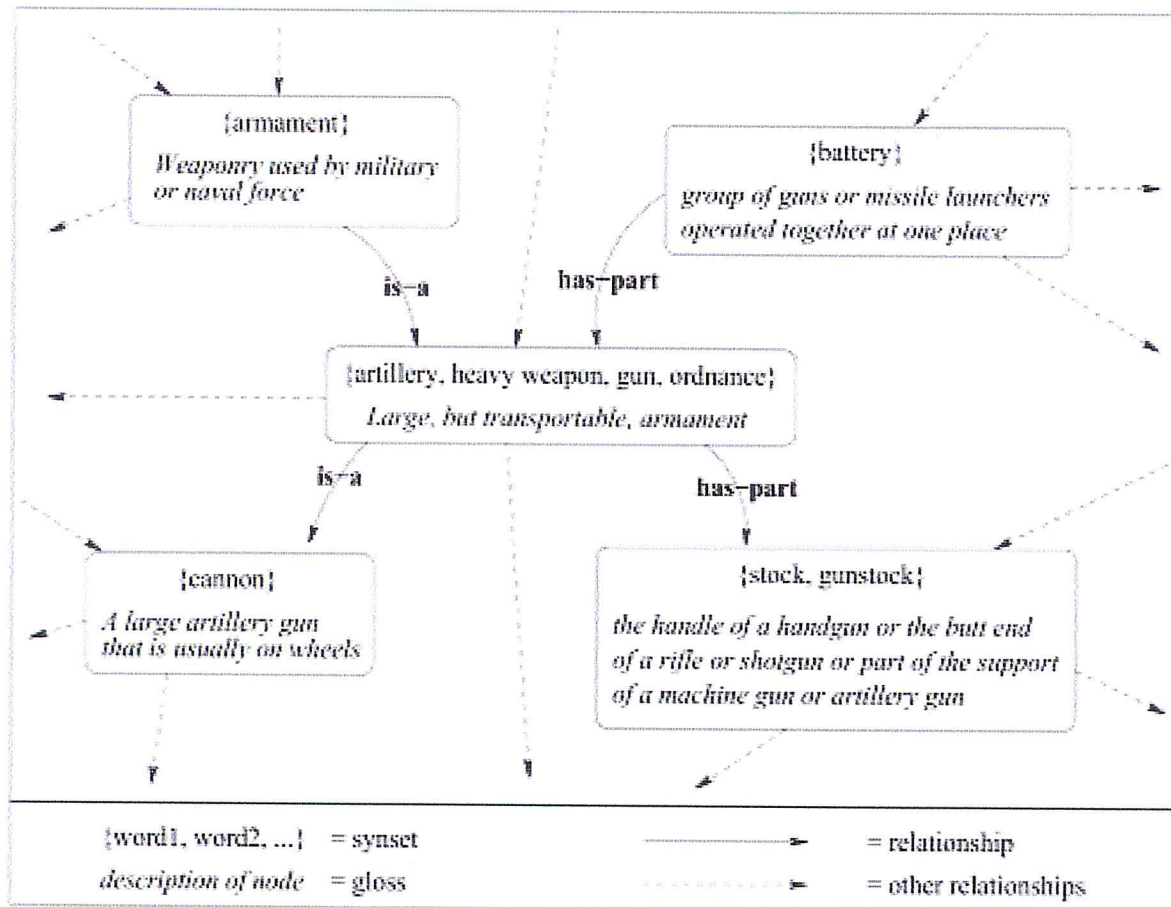 {armament}
Weaponry used by military
or naval force
{battery}
group of guns or missile launchers
operated together at one place
is-a
has-part
{artillery, heavy weapon, gun, ordnance}
Large, but transportable, armament
is-a
has-part
{cannon}
A large artillery gun
that is usually on wheels
{stock, gunstock}
the handle of a handgun or the butt end
of a rifle or shotgun or part of the support
of a machine gun or artillery gun
{word1, word2, ...} = synset
= relationship
description of node = gloss
= other relationships